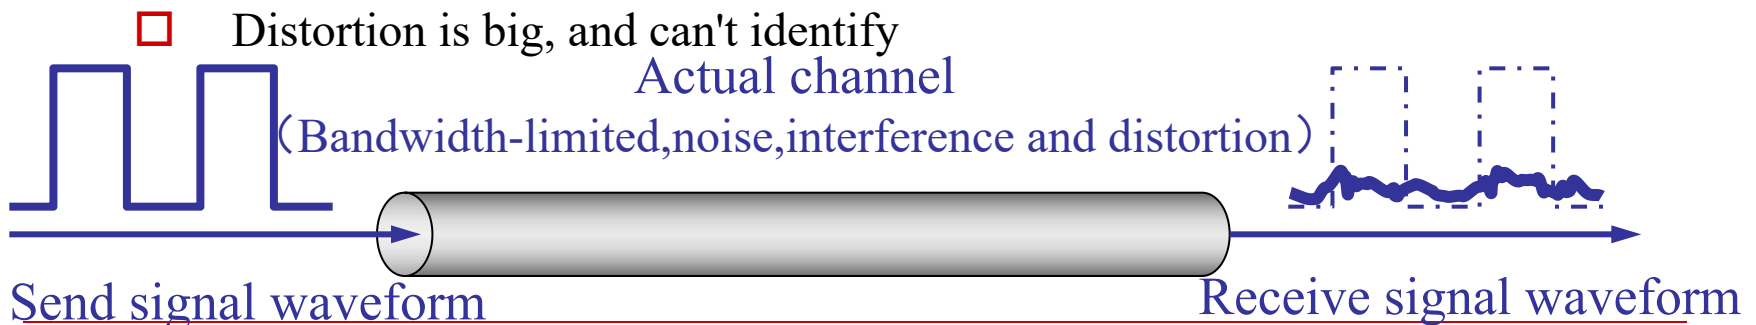 Distortion is big, and can't identify
Actual channel
（Bandwidth-limited,noise,interference and distortion）
Send signal waveform
Receive signal waveform